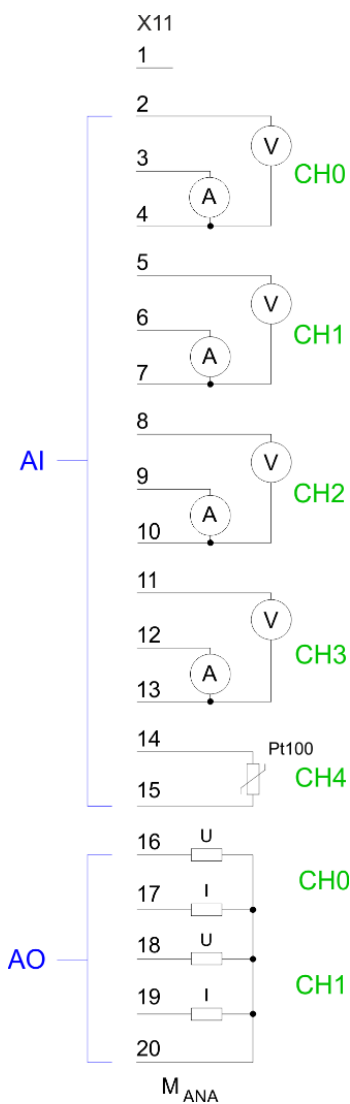 X11
1
2
V
3
CH0
A
4
5
V
6
CH1
A
7
8
V
AI
9
CH2
A
10
11
V
12
CH3
A
13
14
Pt100
CH4
15
16 U
CH0
17 I
18 U
AO
CH1
19 I
20
M ANA